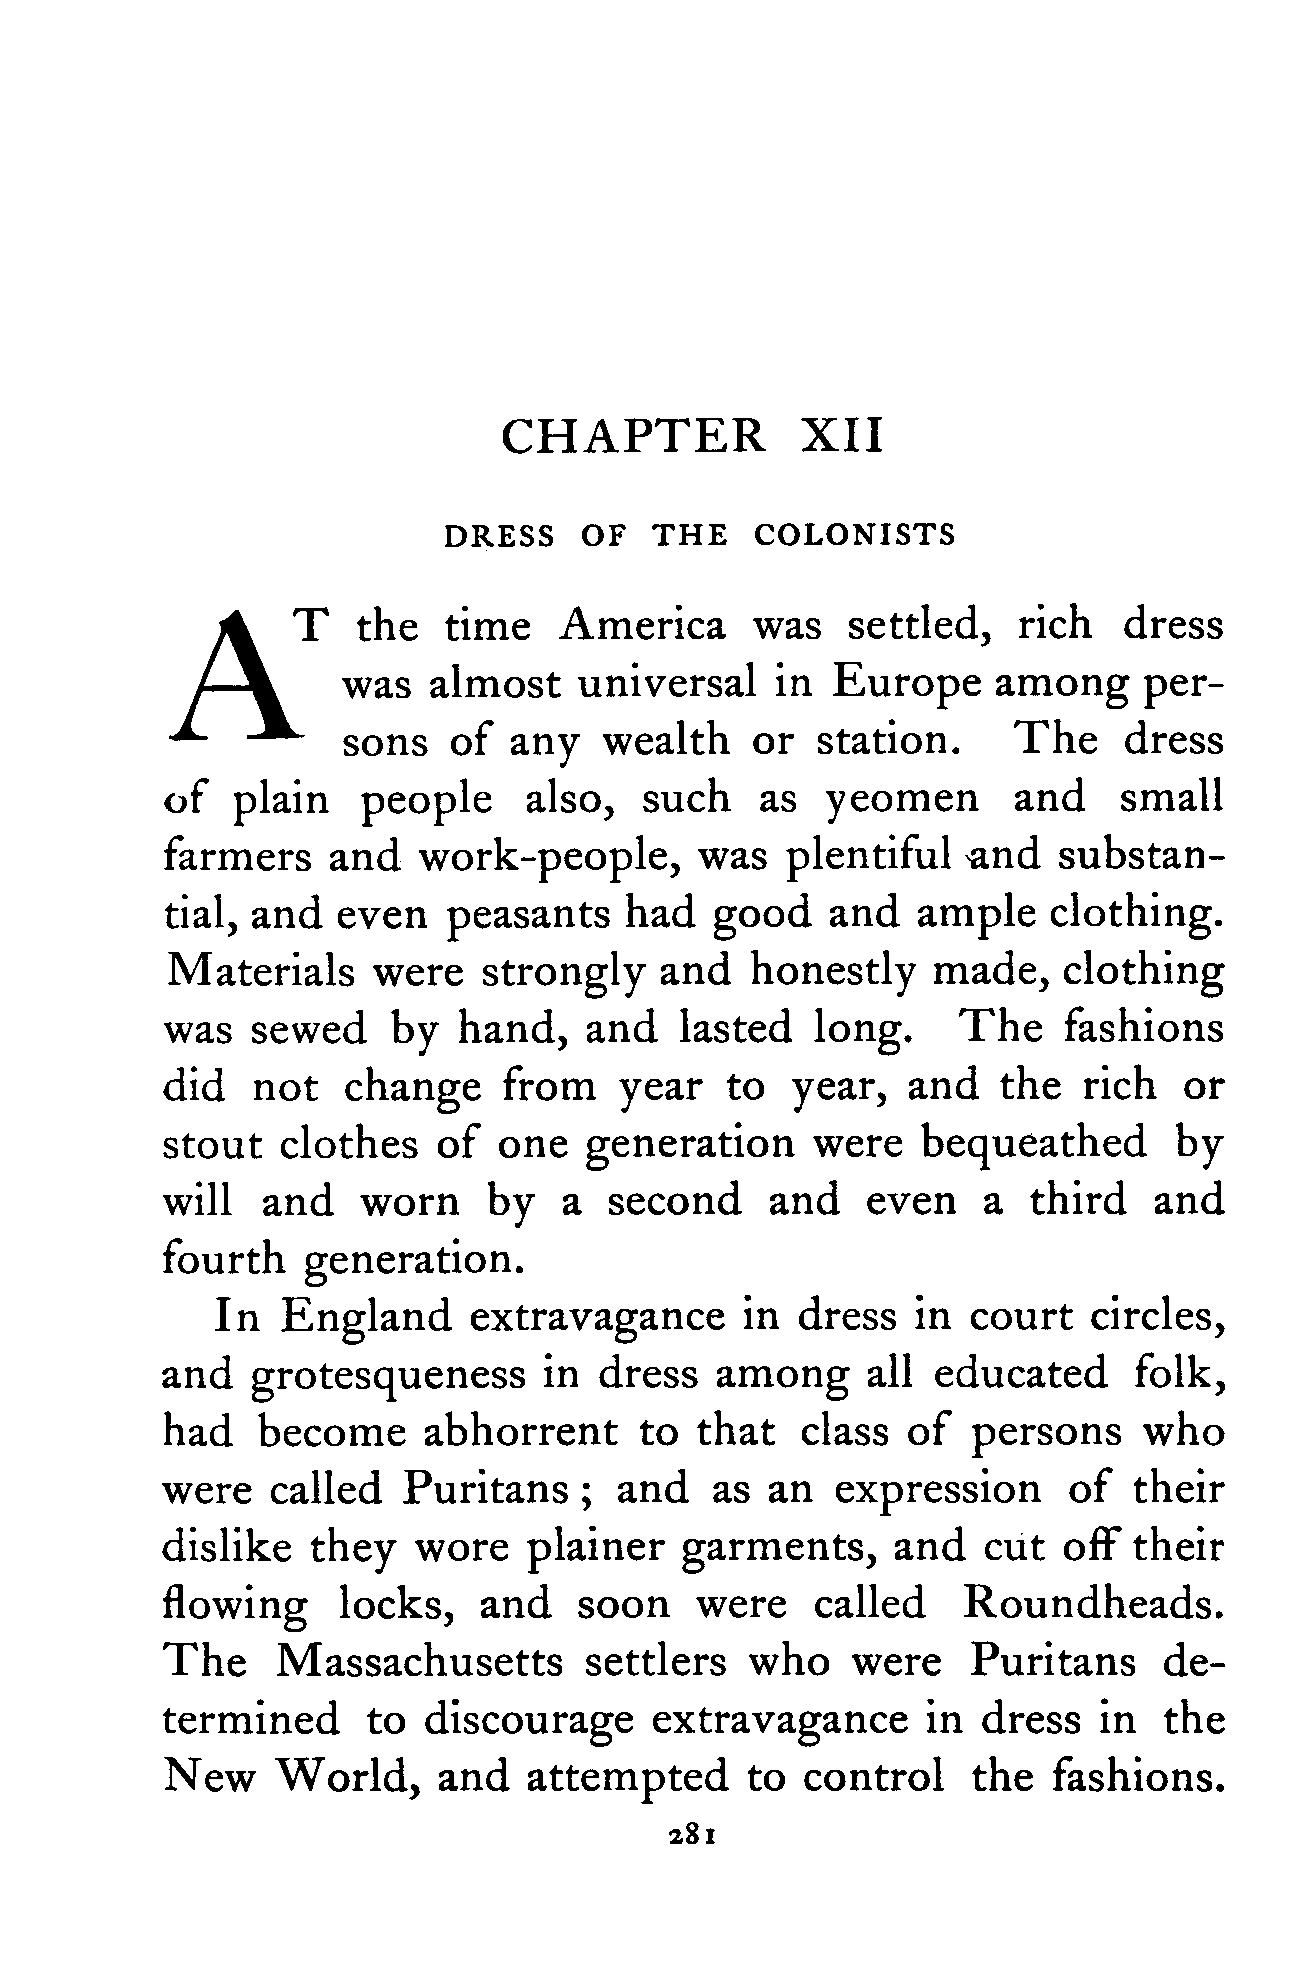 CHAPTER XII
DRESS OF THE COLONISTS
AT the time America was settled, rich dress
was almost universal in Europe among per-
sons of any wealth or station. The dress
of plain people also, such as yeomen and small
farmers and work-people, was plentiful and substan-
tial, and even peasants had good and ample clothing.
Materials were strongly and honestly made, clothing
was sewed by hand, and lasted long. The fashions
did not change from year to year, and the rich or
stout clothes of one generation were bequeathed by
will and worn by a second and even a third and
fourth generation.
In England extravagance in dress in court circles,
and grotesqueness in dress among all educated folk,
had become abhorrent to that class of persons who
were called Puritans ; and as an expression of their
dislike they wore plainer garments, and cut off their
flowing locks, and soon were called Roundheads.
The Massachusetts settlers who were Puritans de-
termined to discourage extravagance in dress in the
New World, and attempted to control the fashions.
281